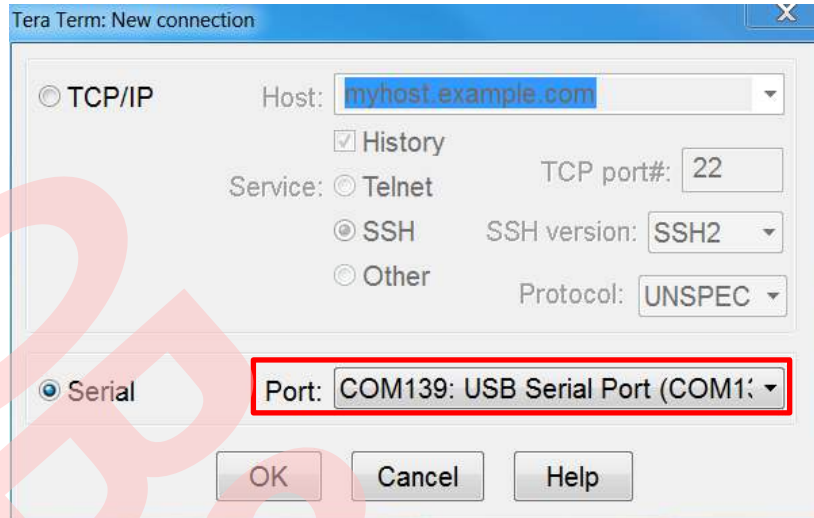 Tera Term: New connection
TCP/IP
Host: myhost.example.com
History
Service: Telnet
TCP port#: 22
SSH
SSH version: SSH2
Other
Protocol: UNSPEC
Serial
Port: COM139: USB Serial Port (COM1
OK
Cancel
Help